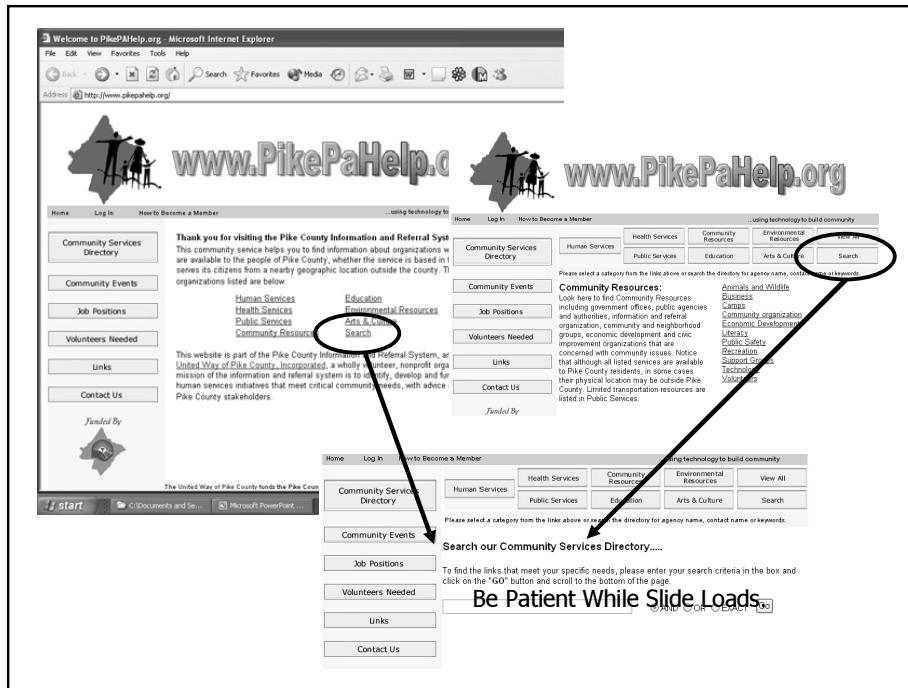 Welcome to PikePAHelp.org - Microsoft Internet Explorer
File Edit View Favorites Tools Help
Back Search Favorites Media
Address http://www.pikepahelp.org/
www.PikePaHelp.o
Home Log In How to Become a Member ...using technology to
Community Services
Directory
Community Events
Job Positions
Volunteers Needed
Links
Contact Us
Funded By
Thank you for visiting the Pike County Information and Referral Syst
This community service helps you to find information about organizations w
are available to the people of Pike County, whether the service is based in t
serves its citizens from a nearby geographic location outside the county. Th
organizations listed are below.
Human Services Education
Health Services Environmental Resources
Public Services Arts & Culture
Community Resources Search
This website is part of the Pike County Information and Referral System, an
United Way of Pike County, Incorporated, a wholly volunteer, nonprofit orga
mission of the information and referral system is to identify, develop and fun
human services initiatives that meet critical community needs, with advice
Pike County stakeholders.
The United Way of Pike County funds the Pike Coun
start C:\Documents and Se... Microsoft PowerPoint ...
www.PikePaHelp.org
Home Log In How to Become a Member ...using technology to build community
Community Services
Directory
Community Events
Job Positions
Volunteers Needed
Links
Contact Us
Funded By
Human Services
Health Services Community Resources Environmental Resources View All
Public Services Education Arts & Culture Search
Please select a category from the links above or search the directory for agency name, contact name or keywords.
Community Resources:
Look here to find Community Resources
including government offices, public agencies
and authorities, information and referral
organization, community and neighborhood
groups, economic development and civic
improvement organizations that are
concerned with community issues. Notice
that although all listed services are available
to Pike County residents, in some cases
their physical location may be outside Pike
County. Limited transportation resources are
listed in Public Services.
Animals and Wildlife
Business
Camps
Community organization
Economic Development
Literacy
Public Safety
Recreation
Support Groups
Technology
Volunteers
Home Log In How to Become a Member using technology to build community
Community Services
Directory
Community Events
Job Positions
Volunteers Needed
Links
Contact Us
Human Services
Health Services Community Resources Environmental Resources View All
Public Services Education Arts & Culture Search
Please select a category from the links above or search the directory for agency name, contact name or keywords.
Search our Community Services Directory.....
To find the links that meet your specific needs, please enter your search criteria in the box and
click on the "GO" button and scroll to the bottom of the page.
AND OR EXACT GO
Be Patient While Slide Loads